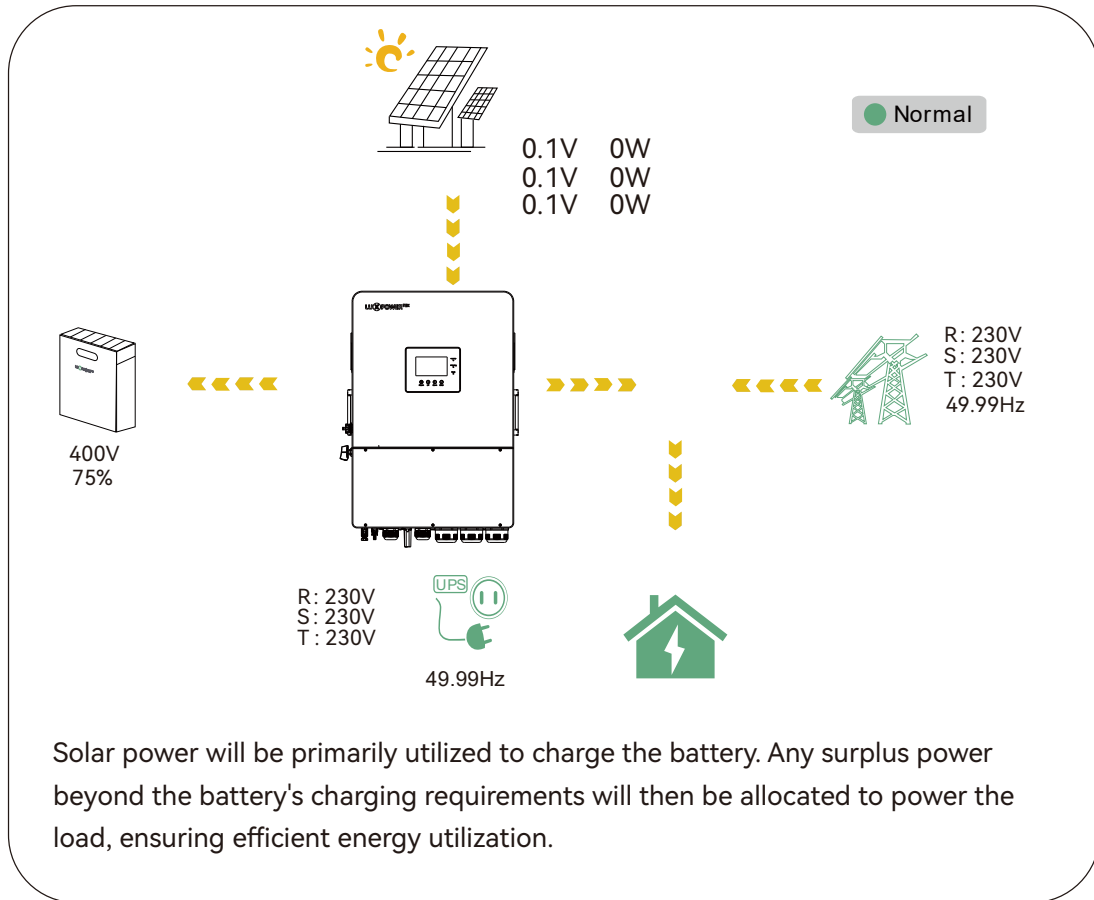 Normal
0.1V 0W
0.1V 0W
0.1V 0W
LUXPOWER
R: 230V
S: 230V
T: 230V
49.99Hz
400V
75%
R: 230V
S: 230V
T: 230V
UPS
49.99Hz
Solar power will be primarily utilized to charge the battery. Any surplus power
beyond the battery's charging requirements will then be allocated to power the
load, ensuring efficient energy utilization.